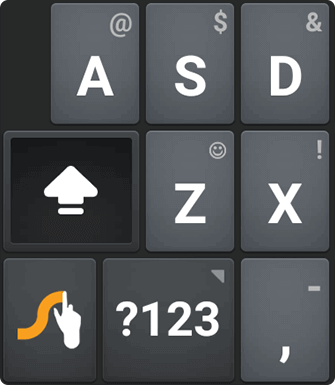 @ $ &
A S D
☺ !
Z X
-
?123 ,